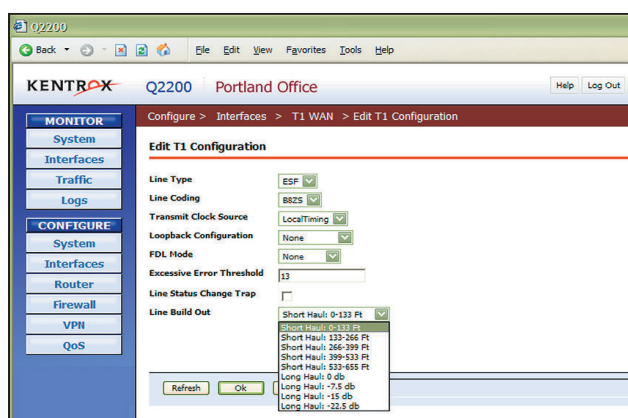 Q2200
Back File Edit View Favorites Tools Help
KENTROX Q2200 Portland Office Help Log Out
Configure > Interfaces > T1 WAN > Edit T1 Configuration
MONITOR
System
Interfaces
Traffic
Logs
CONFIGURE
System
Interfaces
Router
Firewall
VPN
QoS
Edit T1 Configuration
Line Type ESF
Line Coding B8ZS
Transmit Clock Source LocalTiming
Loopback Configuration None
FDL Mode None
Excessive Error Threshold 13
Line Status Change Trap
Line Build Out Short Haul: 0-133 Ft
Short Haul: 0-133 Ft
Short Haul: 133-266 Ft
Short Haul: 266-399 Ft
Short Haul: 399-533 Ft
Short Haul: 533-655 Ft
Long Haul: 0 db
Long Haul: -7.5 db
Long Haul: -15 db
Long Haul: -22.5 db
Refresh Ok